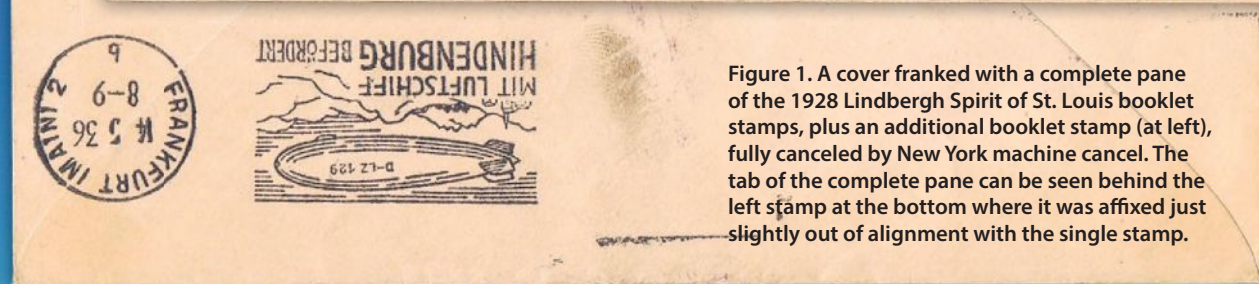 FRANKFURT (MAIN) 2
14 5 36
8-9
b
D-LZ 129
MIT LUFTSCHIFF
HINDENBURG BEFÖRDERT
Figure 1. A cover franked with a complete pane
of the 1928 Lindbergh Spirit of St. Louis booklet
stamps, plus an additional booklet stamp (at left),
fully canceled by New York machine cancel. The
tab of the complete pane can be seen behind the
left stamp at the bottom where it was affixed just
slightly out of alignment with the single stamp.